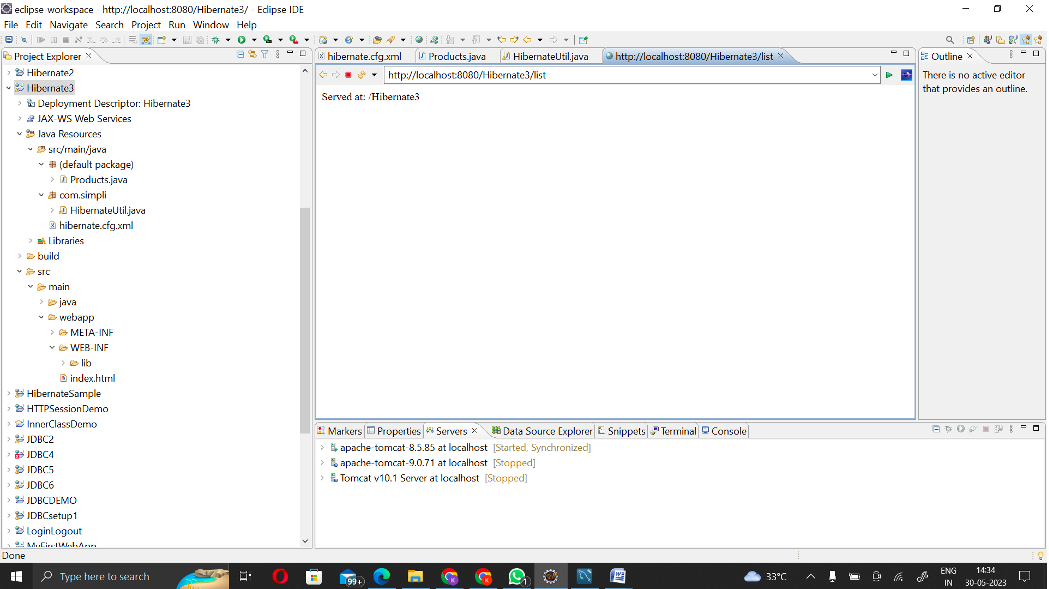 eclipse workspace - http://localhost:8080/Hibernate3/ - Eclipse IDE
File Edit Navigate Search Project Run Window Help
Project Explorer
Hibernate2
Hibernate3
Deployment Descriptor: Hibernate3
JAX-WS Web Services
Java Resources
src/main/java
(default package)
Products.java
com.simpli
HibernateUtil.java
hibernate.cfg.xml
Libraries
build
src
main
java
webapp
META-INF
WEB-INF
lib
index.html
HibernateSample
HTTPSessionDemo
InnerClassDemo
JDBC2
JDBC4
JDBC5
JDBC6
JDBCDEMO
JDBCsetup1
LoginLogout
MyFirstWebApp
hibernate.cfg.xml Products.java HibernateUtil.java http://localhost:8080/Hibernate3/list
http://localhost:8080/Hibernate3/list
Served at: /Hibernate3
Outline
There is no active editor
that provides an outline.
Markers Properties Servers Data Source Explorer Snippets Terminal Console
apache-tomcat-8.5.85 at localhost [Started, Synchronized]
apache-tomcat-9.0.71 at localhost [Stopped]
Tomcat v10.1 Server at localhost [Stopped]
Done
Type here to search
99+
1
33°C
ENG
IN
14:34
30-05-2023